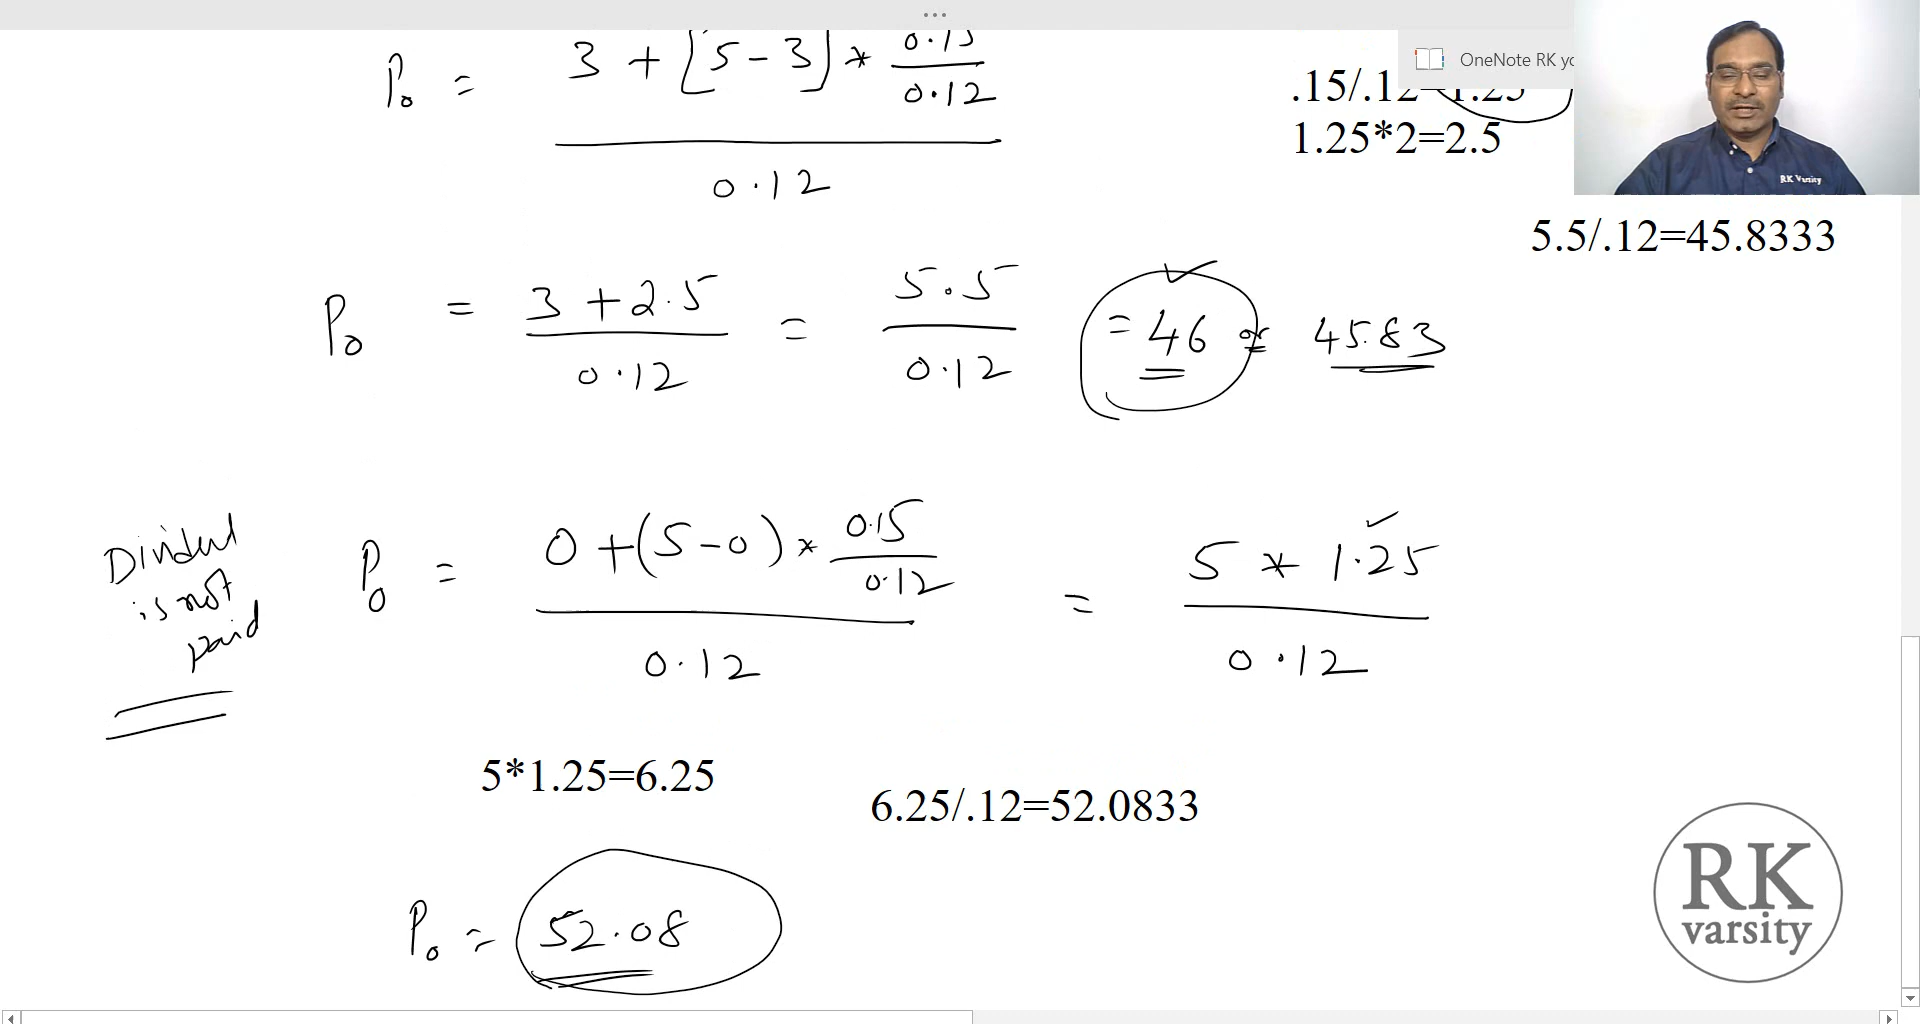 ...
OneNote RK yo
P₀ = 3 + [5 - 3] * 0.15
0.12
0.12
.15/.12=1.25
1.25*2=2.5
RK Varsity
5.5/.12=45.8333
P₀ = 3 + 2.5 = 5.5 = 46 or 45.83
0.12 0.12
Dividend
is not
paid
P₀ = 0 + (5 - 0) * 0.15 = 5 * 1.25
0.12
0.12 0.12
5*1.25=6.25
6.25/.12=52.0833
P₀ = 52.08
RK
varsity